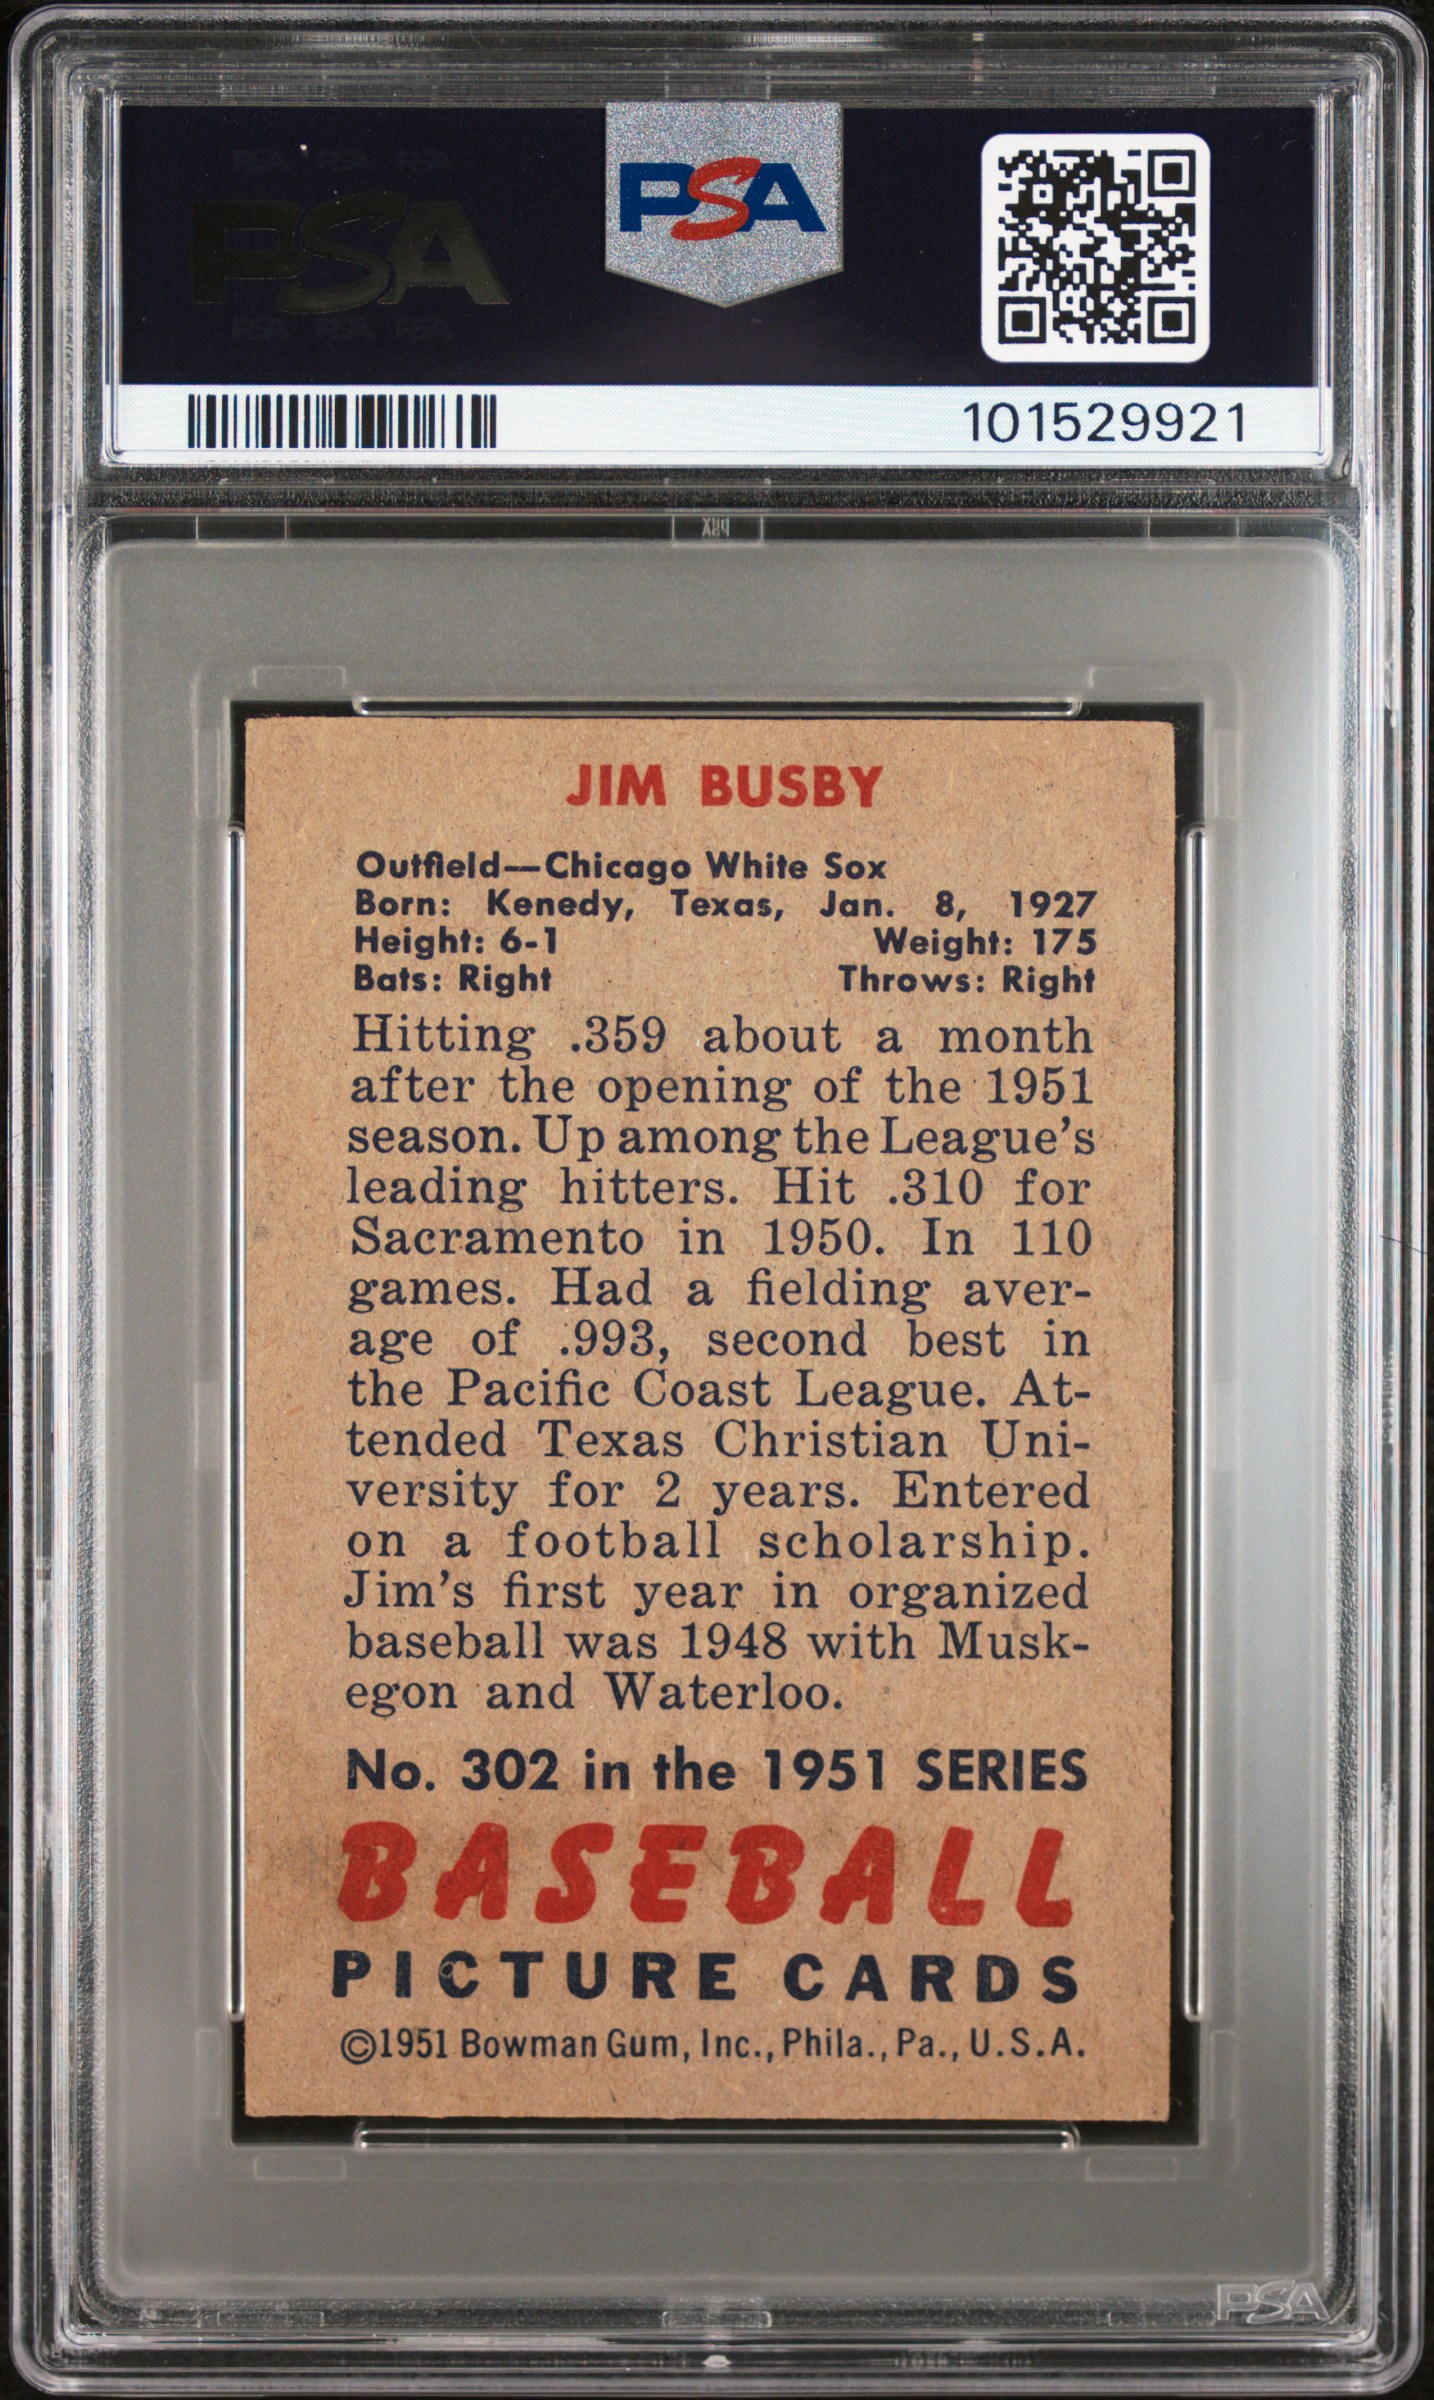 PSA
PSA
101529921
JIM BUSBY
Outfield—Chicago White Sox
Born: Kenedy, Texas, Jan. 8, 1927
Height: 6-1 Weight: 175
Bats: Right Throws: Right
Hitting .359 about a month
after the opening of the 1951
season. Up among the League's
leading hitters. Hit .310 for
Sacramento in 1950. In 110
games. Had a fielding aver-
age of .993, second best in
the Pacific Coast League. At-
tended Texas Christian Uni-
versity for 2 years. Entered
on a football scholarship.
Jim's first year in organized
baseball was 1948 with Musk-
egon and Waterloo.
No. 302 in the 1951 SERIES
BASEBALL
PICTURE CARDS
©1951 Bowman Gum, Inc., Phila., Pa., U.S.A.
PSA